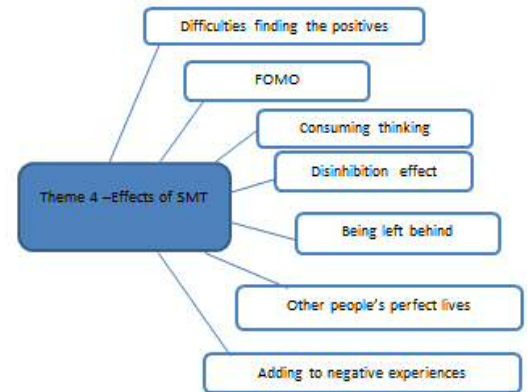 Difficulties finding the positives
FOMO
Consuming thinking
Disinhibition effect
Theme 4 –Effects of SMT
Being left behind
Other people's perfect lives
Adding to negative experiences